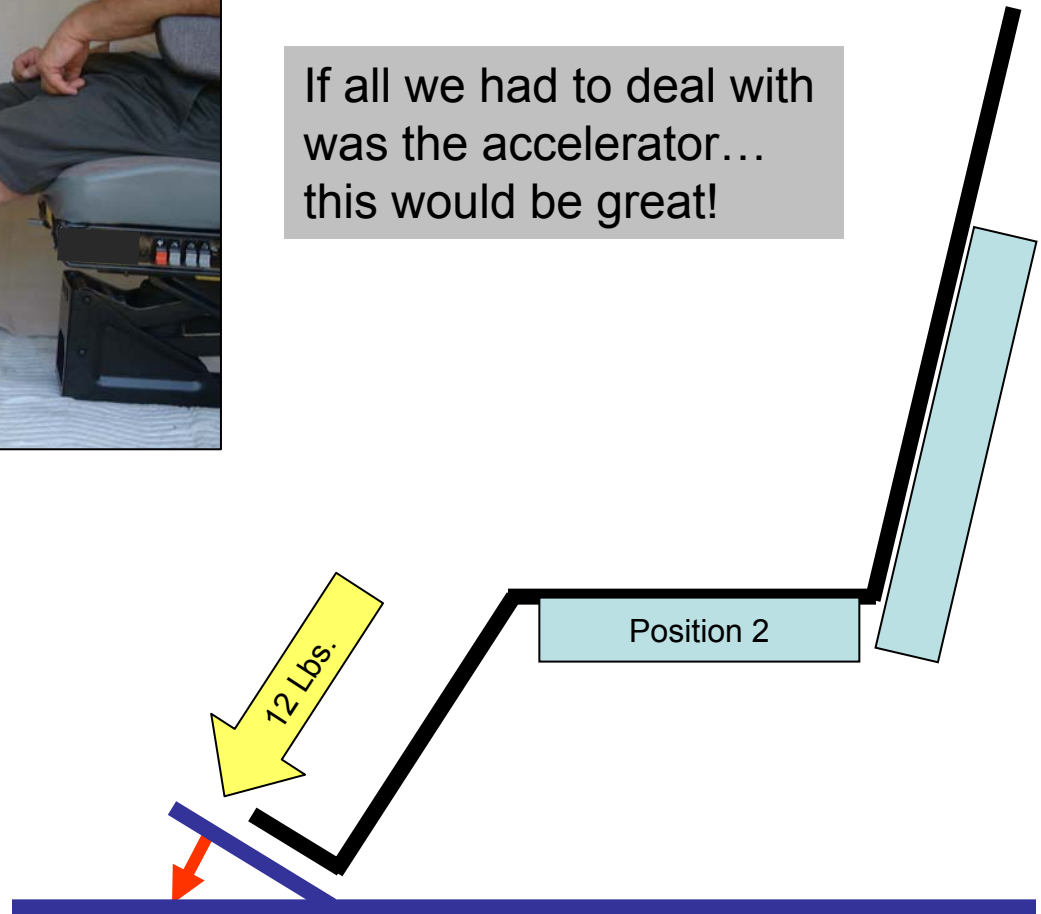 If all we had to deal with
was the accelerator…
this would be great!
Position 2
12 Lbs.